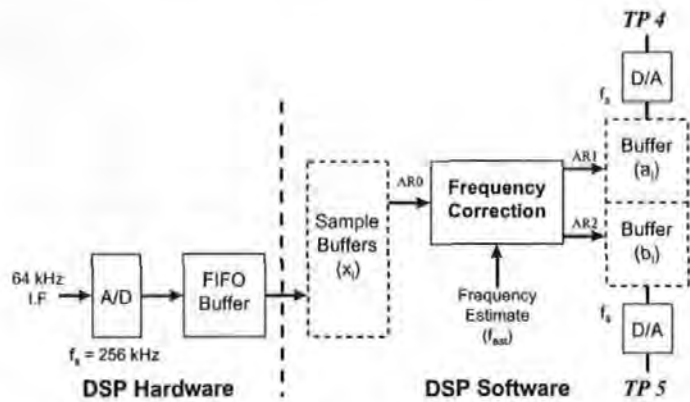 TP 4
D/A
fs
Buffer
(ai)
AR1
AR0
Frequency
Correction
AR2
Buffer
(bi)
Sample
Buffers
(xi)
64 kHz
I.F
A/D
FIFO
Buffer
Frequency
Estimate
(fest)
fs
D/A
fs = 256 kHz
DSP Hardware
DSP Software
TP 5